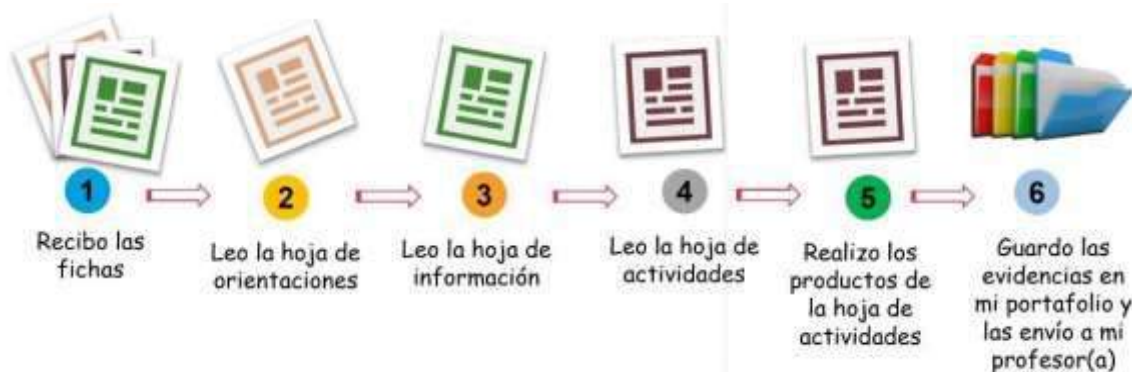 1
Recibo las
fichas
2
Leo la hoja de
orientaciones
3
Leo la hoja de
información
4
Leo la hoja de
actividades
5
Realizo los
productos de
la hoja de
actividades
6
Guardo las
evidencias en
mi portafolio y
las envío a mi
profesor(a)